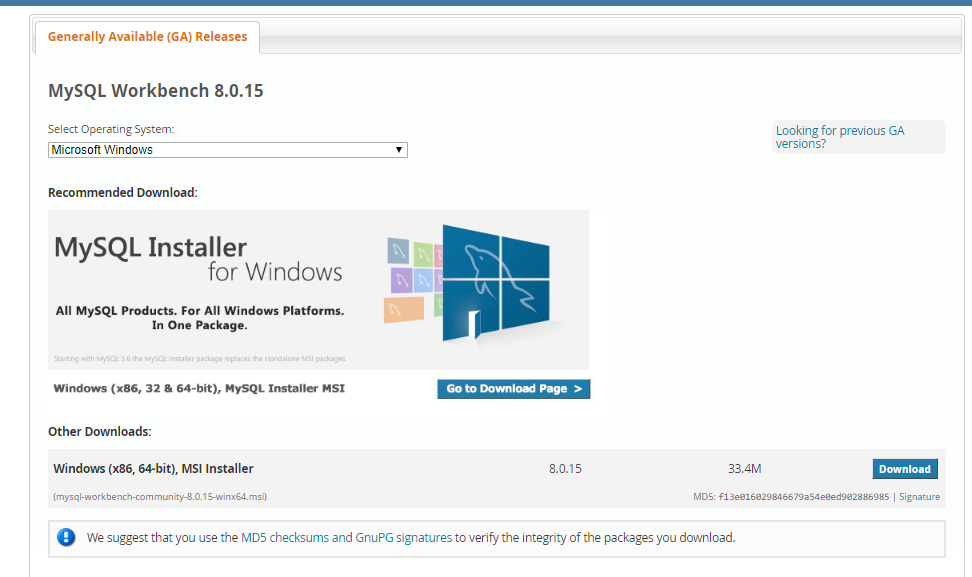 Generally Available (GA) Releases
MySQL Workbench 8.0.15
Select Operating System:
Microsoft Windows
Looking for previous GA
versions?
Recommended Download:
MySQL Installer
for Windows
All MySQL Products. For All Windows Platforms.
In One Package.
Starting with MySQL 5.6 the MySQL Installer package replaces the standalone MSI packages.
Windows (x86, 32 & 64-bit), MySQL Installer MSI
Go to Download Page >
Other Downloads:
Windows (x86, 64-bit), MSI Installer 8.0.15 33.4M Download
(mysql-workbench-community-8.0.15-winx64.msi) MD5: f13e016029846679a54e0ed902886985 | Signature
We suggest that you use the MD5 checksums and GnuPG signatures to verify the integrity of the packages you download.